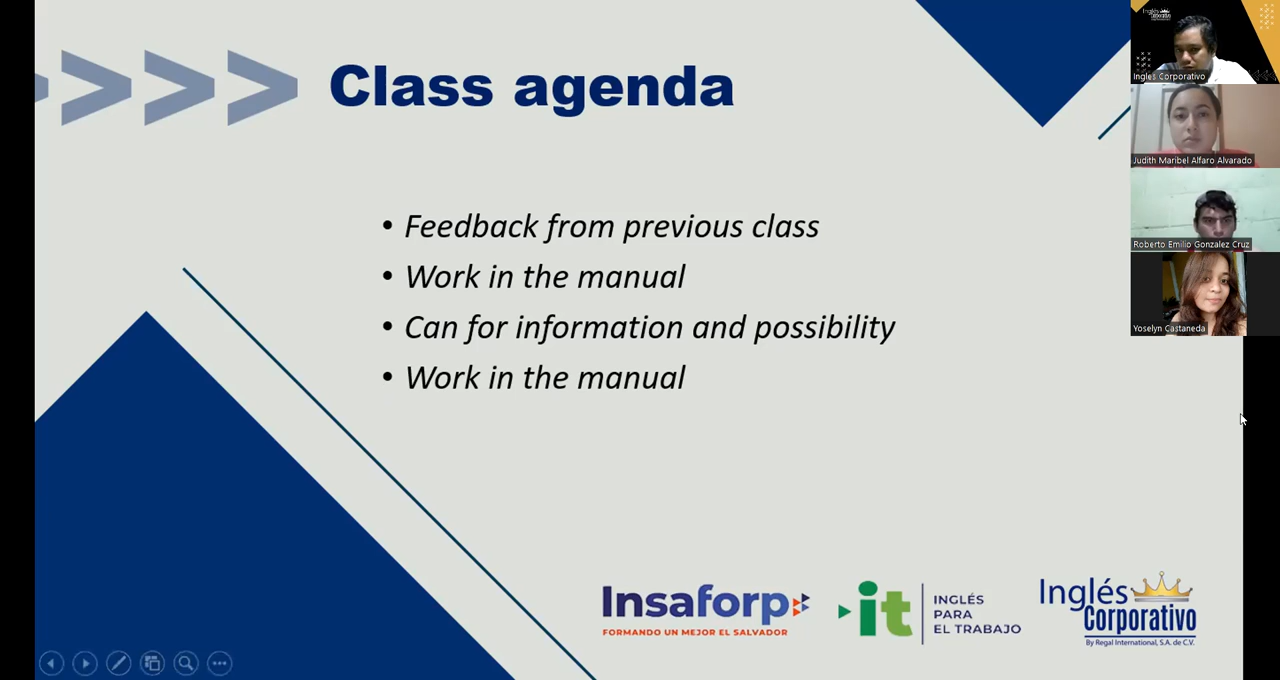 Class agenda
• Feedback from previous class
• Work in the manual
• Can for information and possibility
• Work in the manual
Insaforp
FORMANDO UN MEJOR EL SALVADOR
it
INGLÉS
PARA
EL TRABAJO
Inglés
Corporativo
By Regal International, S.A. de C.V.
Inglés
Corporativo
Inglés Corporativo
Judith Maribel Alfaro Alvarado
Roberto Emilio Gonzalez Cruz
Yoselyn Castaneda